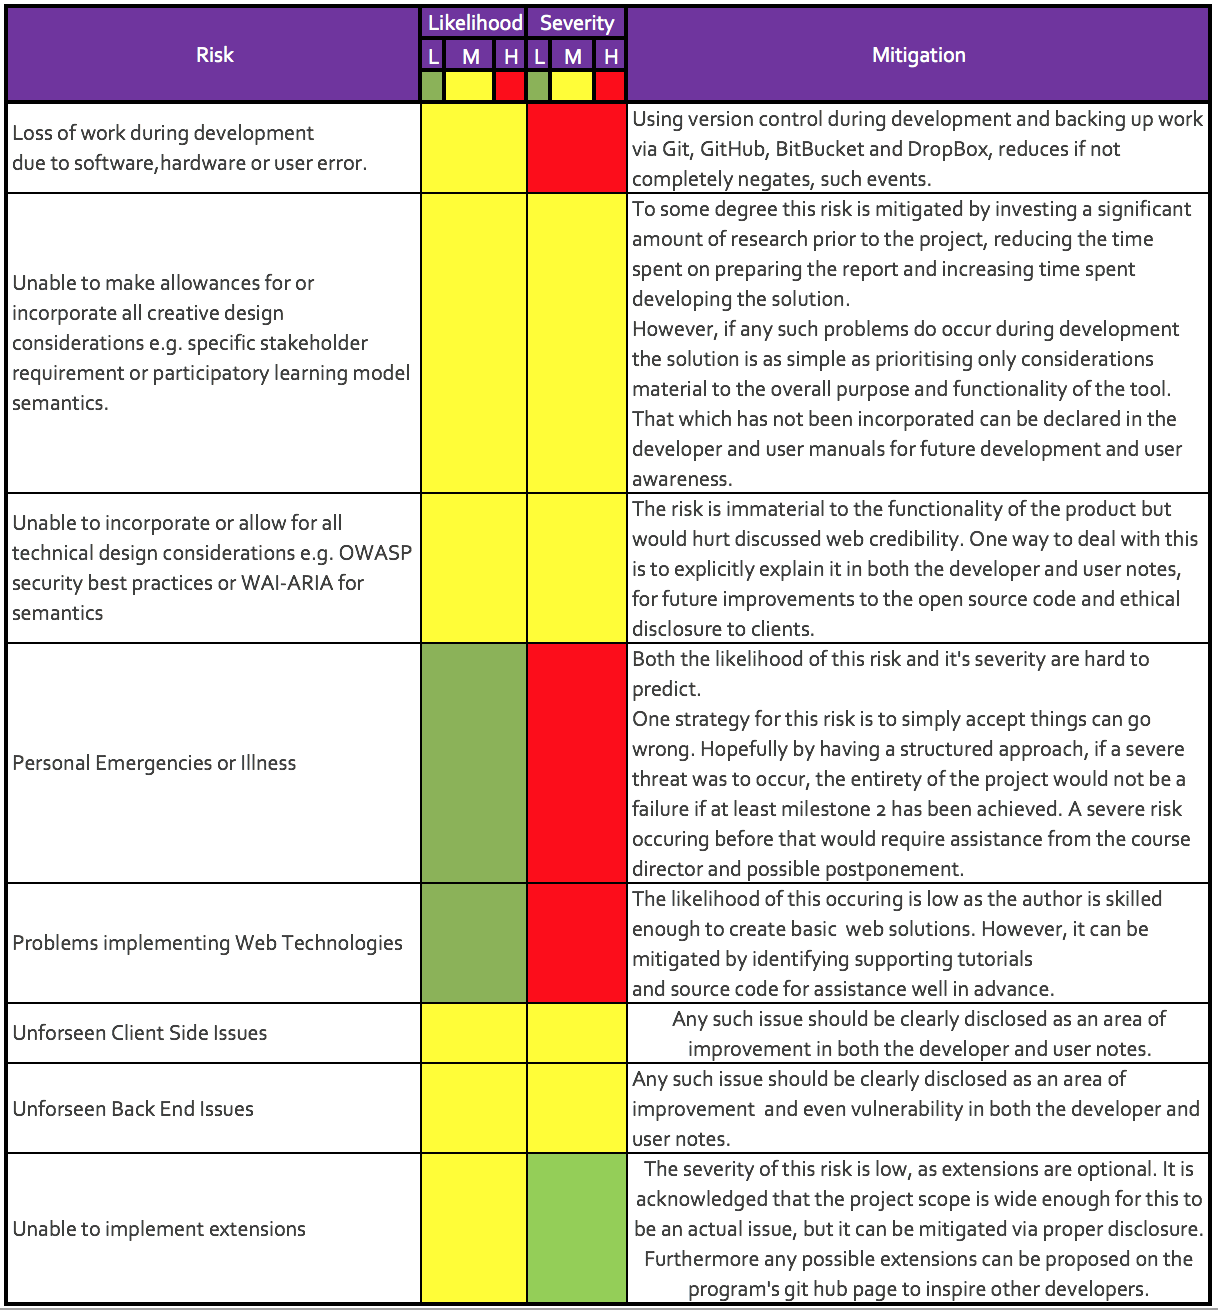 Risk
Likelihood
Severity
Mitigation
L
M
H
L
M
H
Loss of work during development
due to software,hardware or user error.
Using version control during development and backing up work
via Git, GitHub, BitBucket and DropBox, reduces if not
completely negates, such events.
Unable to make allowances for or
incorporate all creative design
considerations e.g. specific stakeholder
requirement or participatory learning model
semantics.
To some degree this risk is mitigated by investing a significant
amount of research prior to the project, reducing the time
spent on preparing the report and increasing time spent
developing the solution.
However, if any such problems do occur during development
the solution is as simple as prioritising only considerations
material to the overall purpose and functionality of the tool.
That which has not been incorporated can be declared in the
developer and user manuals for future development and user
awareness.
Unable to incorporate or allow for all
technical design considerations e.g. OWASP
security best practices or WAI-ARIA for
semantics
The risk is immaterial to the functionality of the product but
would hurt discussed web credibility. One way to deal with this
is to explicitly explain it in both the developer and user notes,
for future improvements to the open source code and ethical
disclosure to clients.
Personal Emergencies or Illness
Both the likelihood of this risk and it's severity are hard to
predict.
One strategy for this risk is to simply accept things can go
wrong. Hopefully by having a structured approach, if a severe
threat was to occur, the entirety of the project would not be a
failure if at least milestone 2 has been achieved. A severe risk
occuring before that would require assistance from the course
director and possible postponement.
Problems implementing Web Technologies
The likelihood of this occuring is low as the author is skilled
enough to create basic  web solutions. However, it can be
mitigated by identifying supporting tutorials
and source code for assistance well in advance.
Unforseen Client Side Issues
Any such issue should be clearly disclosed as an area of
improvement in both the developer and user notes.
Unforseen Back End Issues
Any such issue should be clearly disclosed as an area of
improvement  and even vulnerability in both the developer and
user notes.
Unable to implement extensions
The severity of this risk is low, as extensions are optional. It is
acknowledged that the project scope is wide enough for this to
be an actual issue, but it can be mitigated via proper disclosure.
Furthermore any possible extensions can be proposed on the
program's git hub page to inspire other developers.